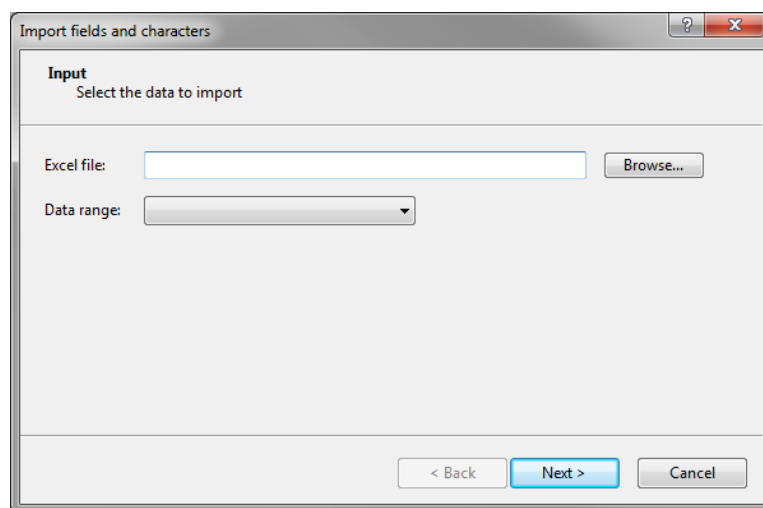 Import fields and characters
?
Input
Select the data to import
Excel file:
Browse...
Data range:
< Back
Next >
Cancel